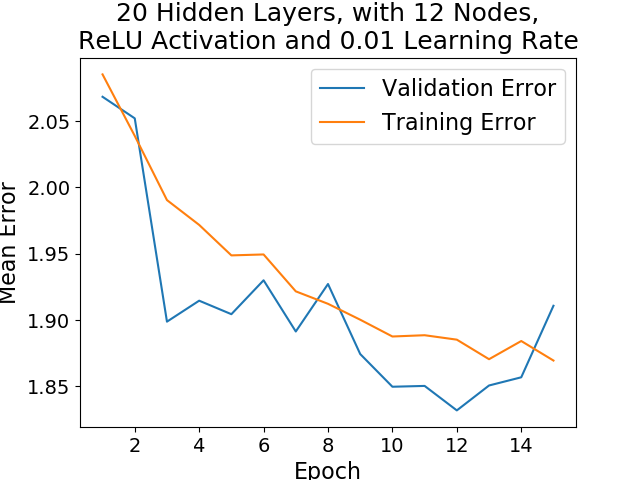 20 Hidden Layers, with 12 Nodes,
ReLU Activation and 0.01 Learning Rate
Validation Error
Training Error
2.05
2.00
1.95
1.90
1.85
Mean Error
2 4 6 8 10 12 14
Epoch